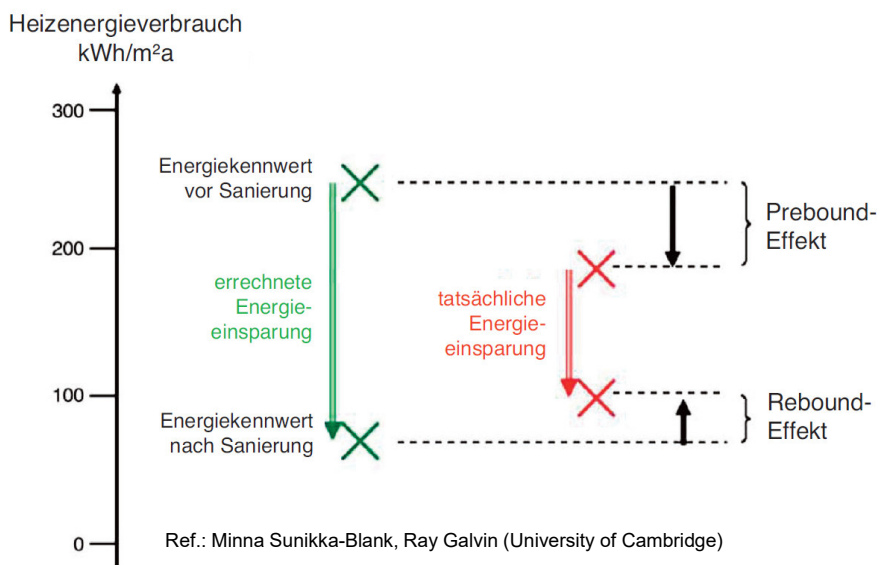 Heizenergieverbrauch
kWh/m²a
300
Energiekennwert
vor Sanierung
Prebound-
Effekt
200
errechnete
Energie-
einsparung
tatsächliche
Energie-
einsparung
100
Energiekennwert
nach Sanierung
Rebound-
Effekt
0
Ref.: Minna Sunikka-Blank, Ray Galvin (University of Cambridge)